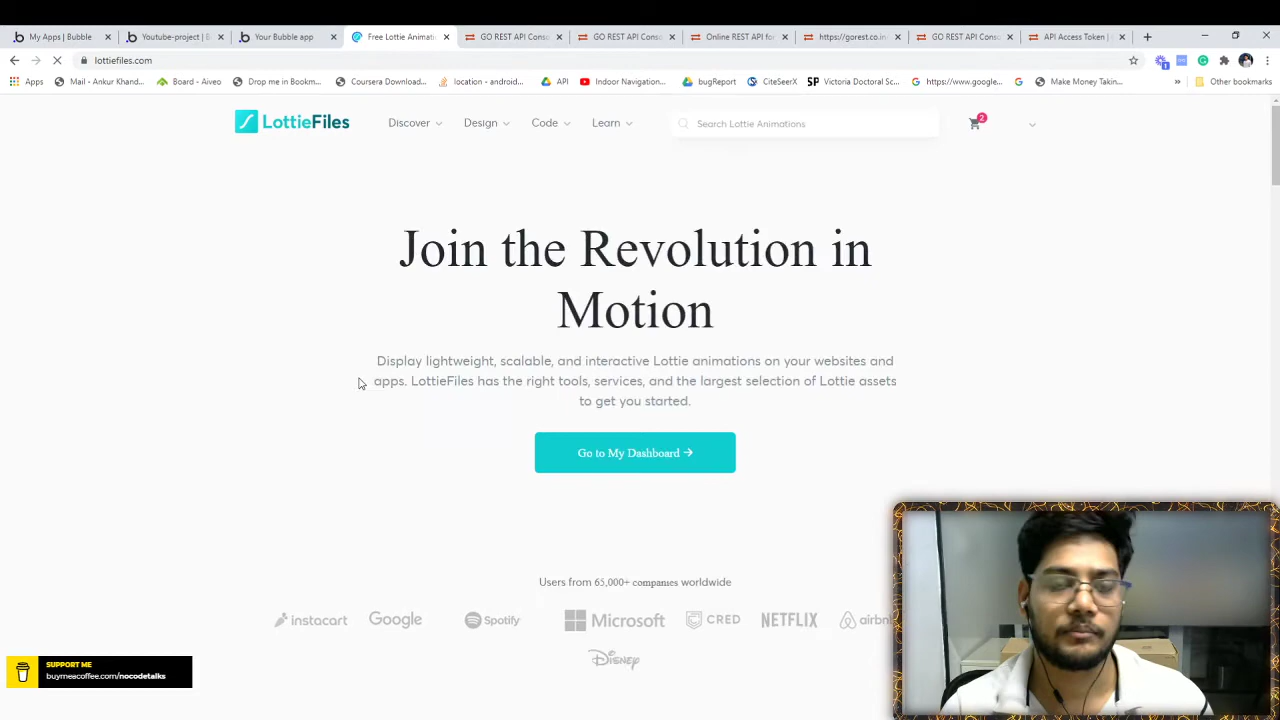 My Apps | Bubble
Youtube-project | B
Your Bubble app
Free Lottie Animatio
GO REST API Conso
GO REST API Conso
Online REST API for
https://gorest.co.in
GO REST API Conso
API Access Token | g
lottiefiles.com
Apps
Mail - Ankur Khand...
Board - Aiveo
Drop me in Bookm...
Coursera Download...
location - android...
API
Indoor Navigation...
bugReport
CiteSeerX
SP Victoria Doctoral Sc...
https://www.google...
Make Money Takin...
»
Other bookmarks
LottieFiles
Discover
Design
Code
Learn
Search Lottie Animations
2
Join the Revolution in
Motion
Display lightweight, scalable, and interactive Lottie animations on your websites and
apps. LottieFiles has the right tools, services, and the largest selection of Lottie assets
to get you started.
Go to My Dashboard →
Users from 65,000+ companies worldwide
instacart
Google
Spotify
Microsoft
CRED
NETFLIX
airbn
Disney
SUPPORT ME
buymeacoffee.com/nocodetalks